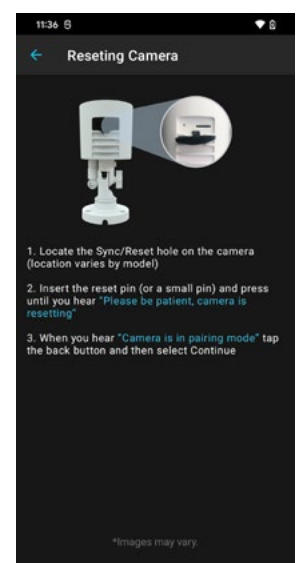 11:36
Reseting Camera
1. Locate the Sync/Reset hole on the camera
(location varies by model)
2. Insert the reset pin (or a small pin) and press
until you hear "Please be patient, camera is
resetting"
3. When you hear "Camera is in pairing mode" tap
the back button and then select Continue
*Images may vary.